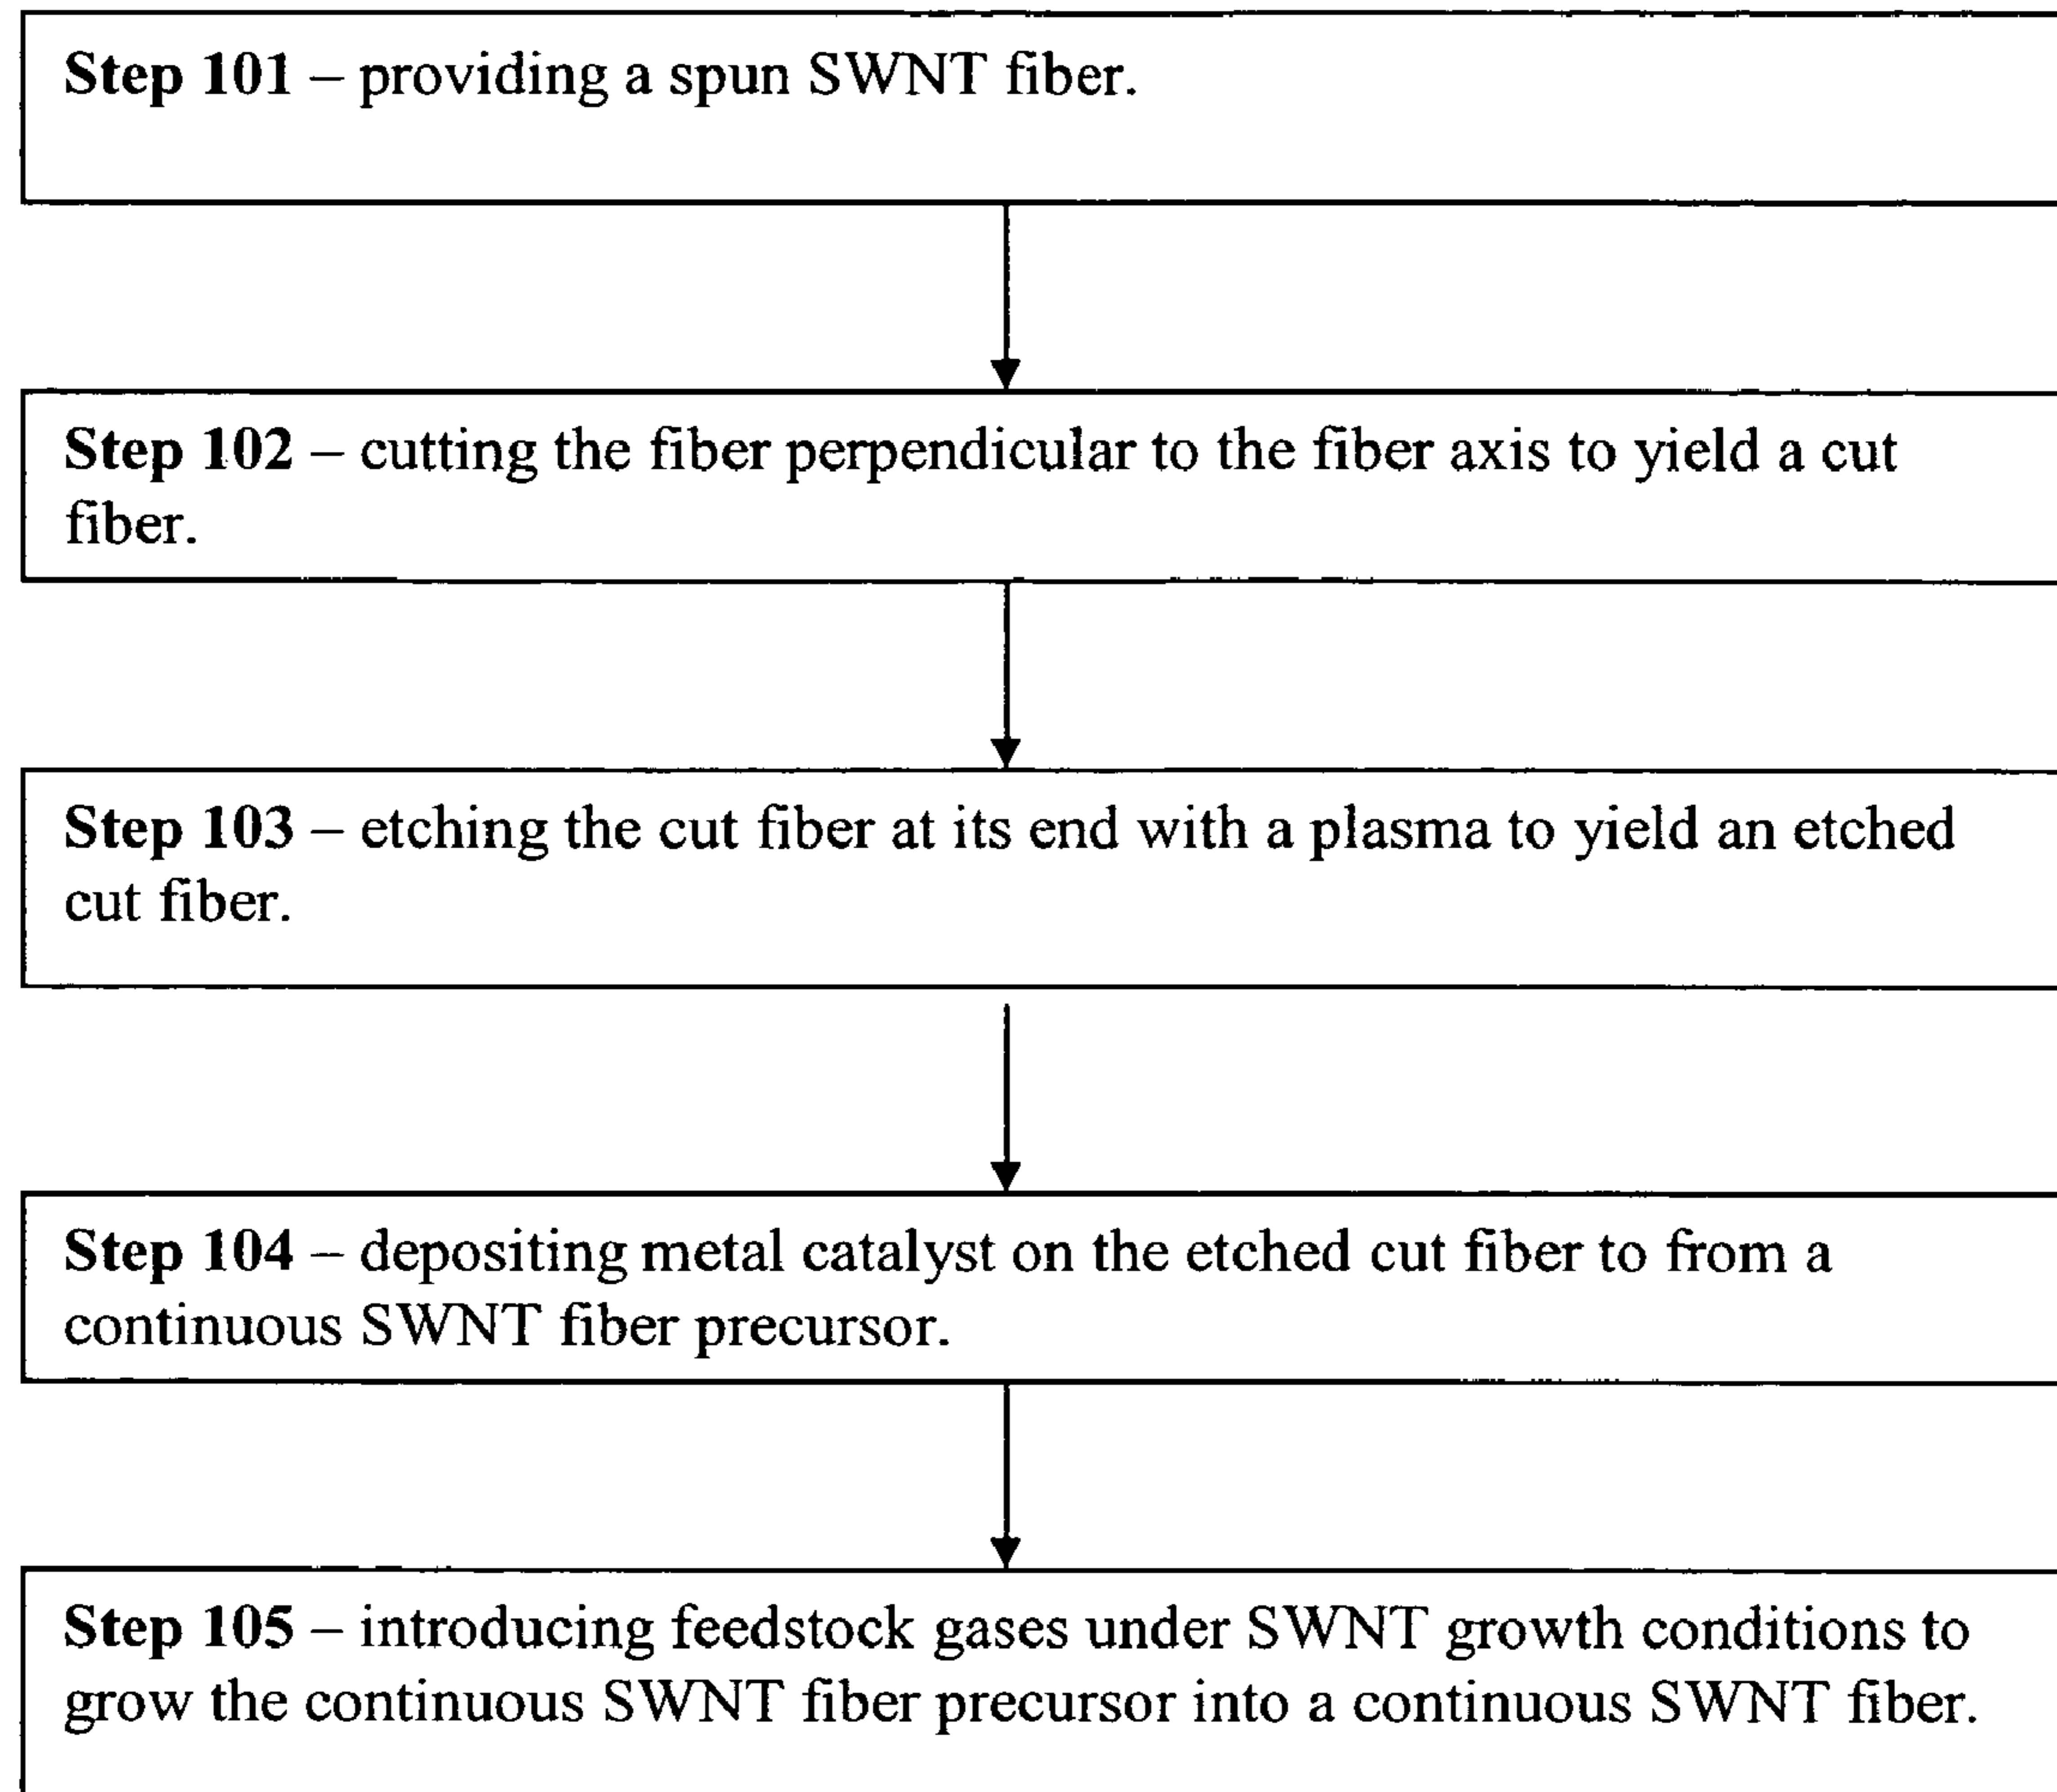 Step 101 – providing a spun SWNT fiber.
Step 102 – cutting the fiber perpendicular to the fiber axis to yield a cut
fiber.
Step 103 – etching the cut fiber at its end with a plasma to yield an etched
cut fiber.
Step 104 – depositing metal catalyst on the etched cut fiber to from a
continuous SWNT fiber precursor.
Step 105 – introducing feedstock gases under SWNT growth conditions to
grow the continuous SWNT fiber precursor into a continuous SWNT fiber.